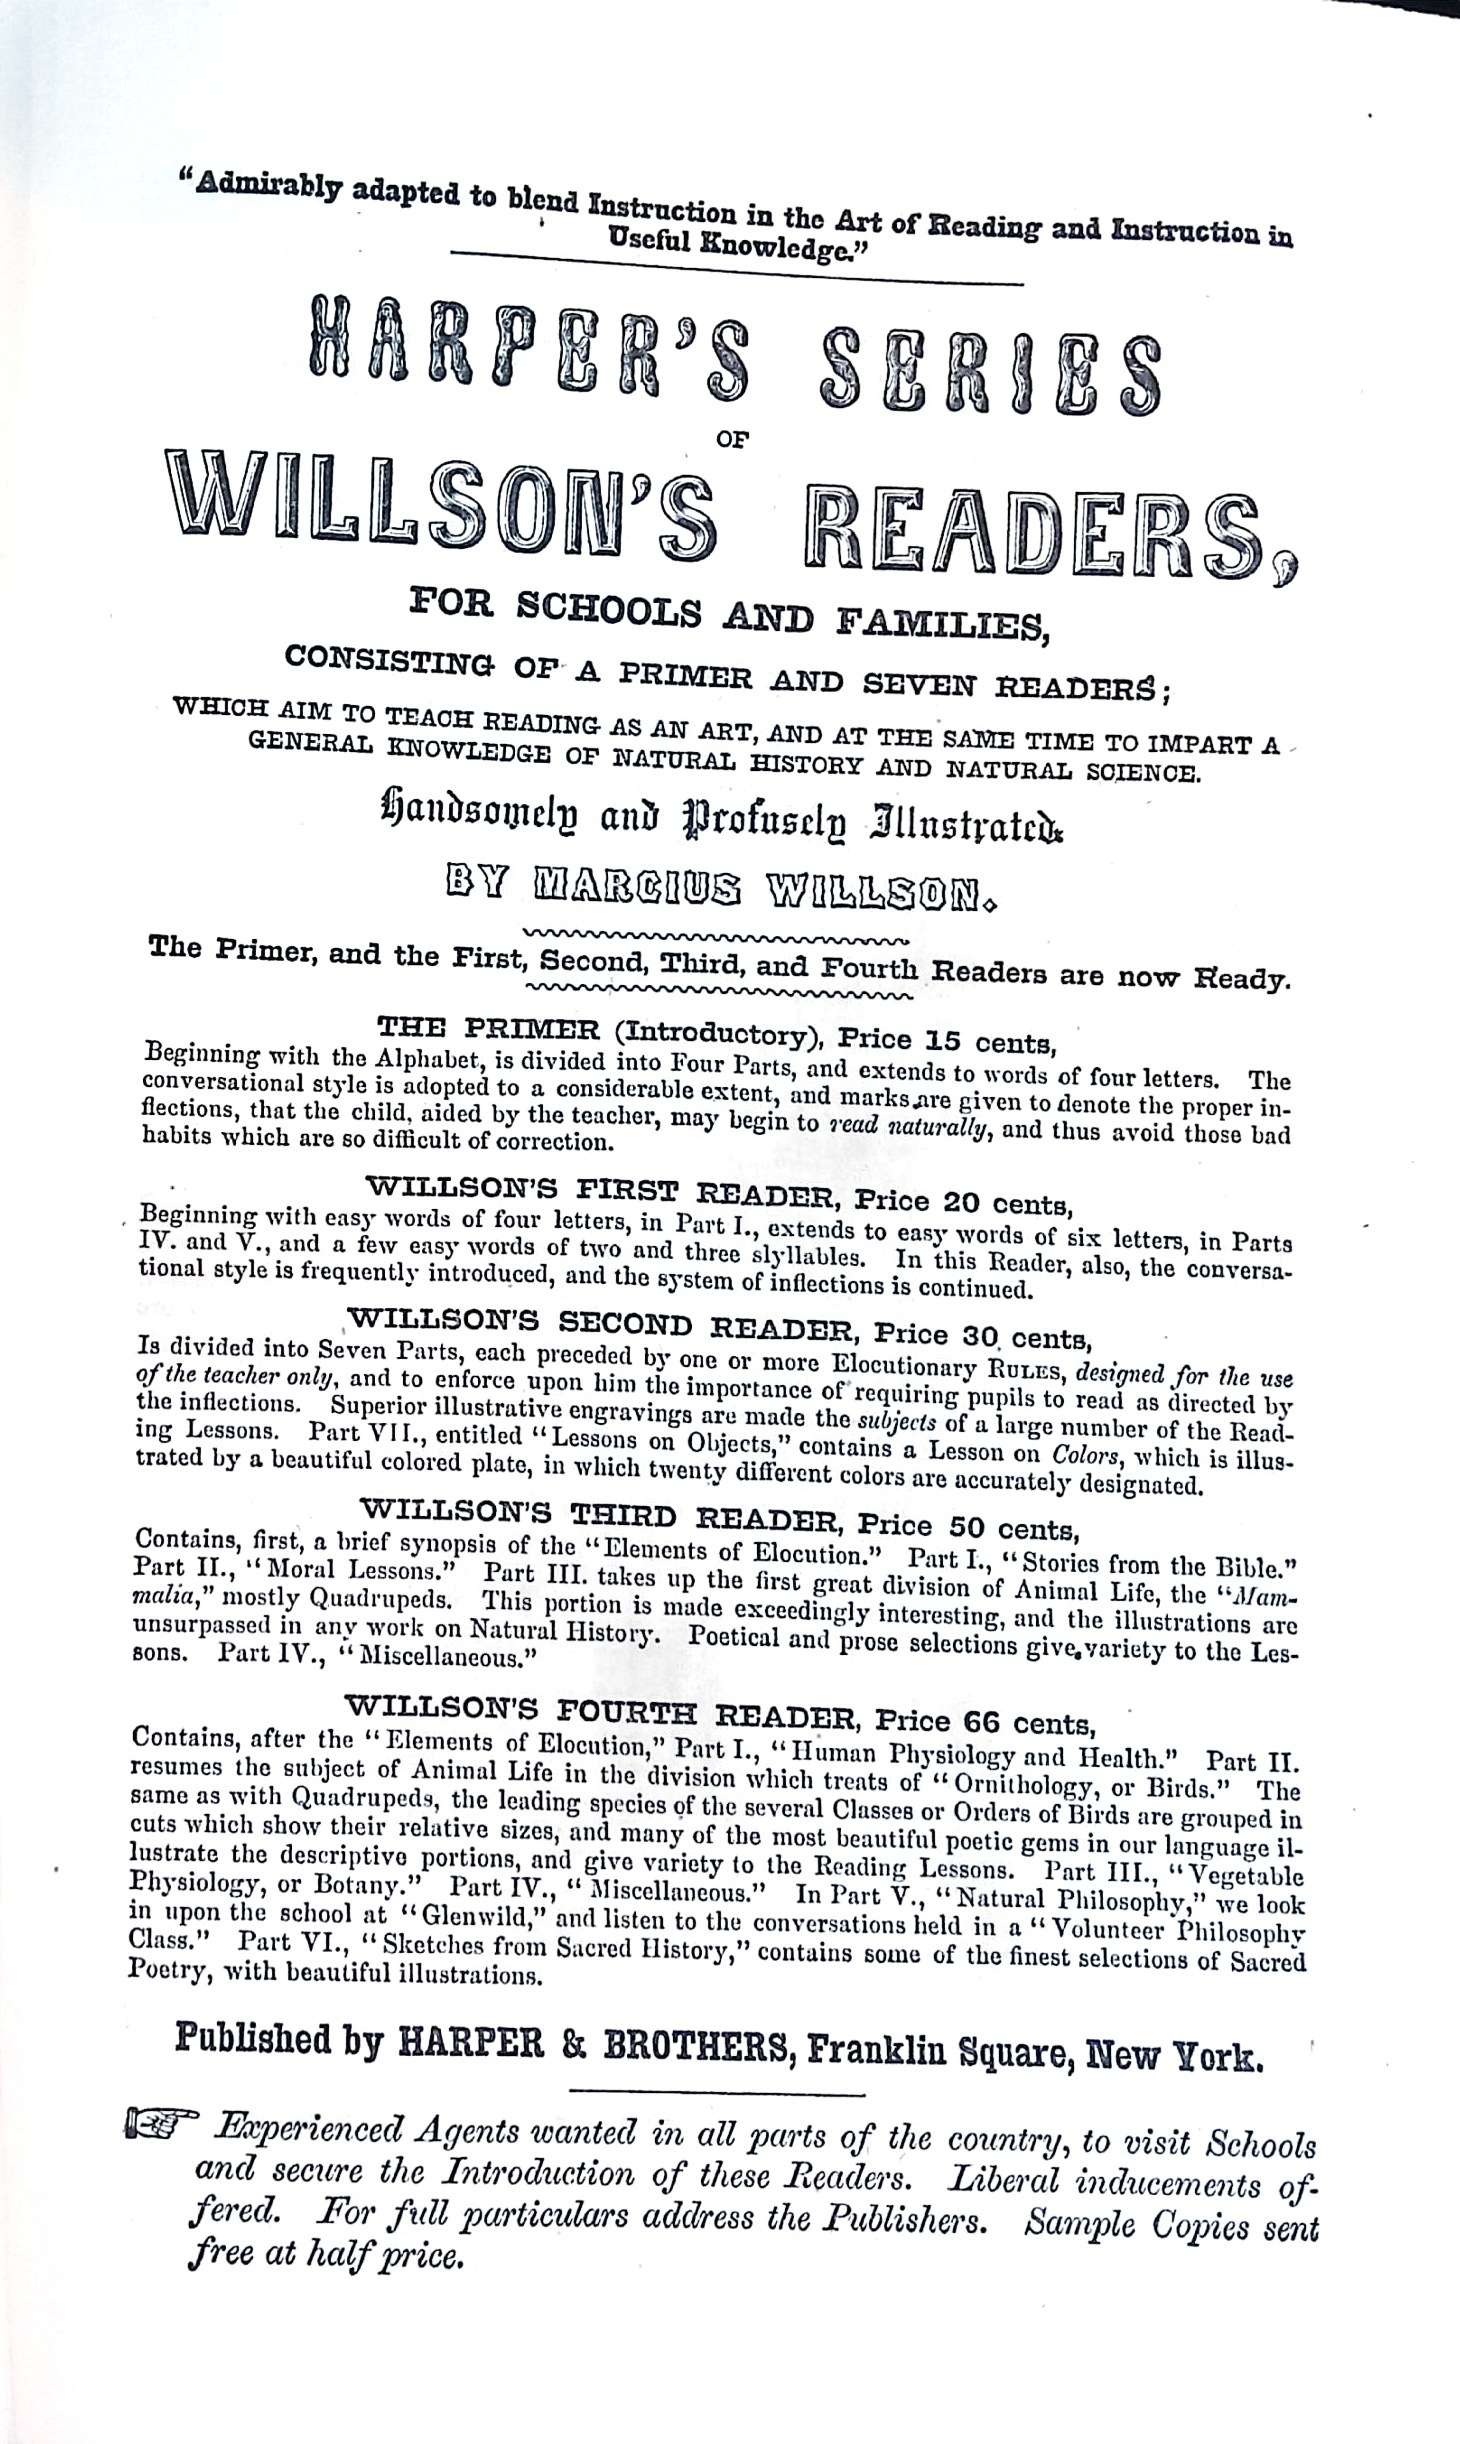 “Admirably adapted to blend Instruction in the Art of Reading and Instruction in
Useful Knowledge.”
HARPER’S SERIES
OF
WILLSON’S READERS,
FOR SCHOOLS AND FAMILIES,
CONSISTING OF A PRIMER AND SEVEN READERS;
WHICH AIM TO TEACH READING AS AN ART, AND AT THE SAME TIME TO IMPART A
GENERAL KNOWLEDGE OF NATURAL HISTORY AND NATURAL SCIENCE.
Handsomely and Profusely Illustrated.
BY MARCIUS WILLSON.
The Primer, and the First, Second, Third, and Fourth Readers are now Ready.
THE PRIMER (Introductory), Price 15 cents,
Beginning with the Alphabet, is divided into Four Parts, and extends to words of four letters. The
conversational style is adopted to a considerable extent, and marks are given to denote the proper in-
flections, that the child, aided by the teacher, may begin to read naturally, and thus avoid those bad
habits which are so difficult of correction.
WILLSON’S FIRST READER, Price 20 cents,
Beginning with easy words of four letters, in Part I., extends to easy words of six letters, in Parts
IV. and V., and a few easy words of two and three slyllables. In this Reader, also, the conversa-
tional style is frequently introduced, and the system of inflections is continued.
WILLSON’S SECOND READER, Price 30 cents,
Is divided into Seven Parts, each preceded by one or more Elocutionary RULES, designed for the use
of the teacher only, and to enforce upon him the importance of requiring pupils to read as directed by
the inflections. Superior illustrative engravings are made the subjects of a large number of the Read-
ing Lessons. Part VII., entitled “Lessons on Objects,” contains a Lesson on Colors, which is illus-
trated by a beautiful colored plate, in which twenty different colors are accurately designated.
WILLSON’S THIRD READER, Price 50 cents,
Contains, first, a brief synopsis of the “Elements of Elocution.” Part I., “Stories from the Bible.”
Part II., “Moral Lessons.” Part III. takes up the first great division of Animal Life, the “Mam-
malia,” mostly Quadrupeds. This portion is made exceedingly interesting, and the illustrations are
unsurpassed in any work on Natural History. Poetical and prose selections give variety to the Les-
sons. Part IV., “Miscellaneous.”
WILLSON’S FOURTH READER, Price 66 cents,
Contains, after the “Elements of Elocution,” Part I., “Human Physiology and Health.” Part II.
resumes the subject of Animal Life in the division which treats of “Ornithology, or Birds.” The
same as with Quadrupeds, the leading species of the several Classes or Orders of Birds are grouped in
cuts which show their relative sizes, and many of the most beautiful poetic gems in our language il-
lustrate the descriptive portions, and give variety to the Reading Lessons. Part III., “Vegetable
Physiology, or Botany.” Part IV., “Miscellaneous.” In Part V., “Natural Philosophy,” we look
in upon the school at “Glenwild,” and listen to the conversations held in a “Volunteer Philosophy
Class.” Part VI., “Sketches from Sacred History,” contains some of the finest selections of Sacred
Poetry, with beautiful illustrations.
Published by HARPER & BROTHERS, Franklin Square, New York.
Experienced Agents wanted in all parts of the country, to visit Schools
and secure the Introduction of these Readers. Liberal inducements of-
fered. For full particulars address the Publishers. Sample Copies sent
free at half price.